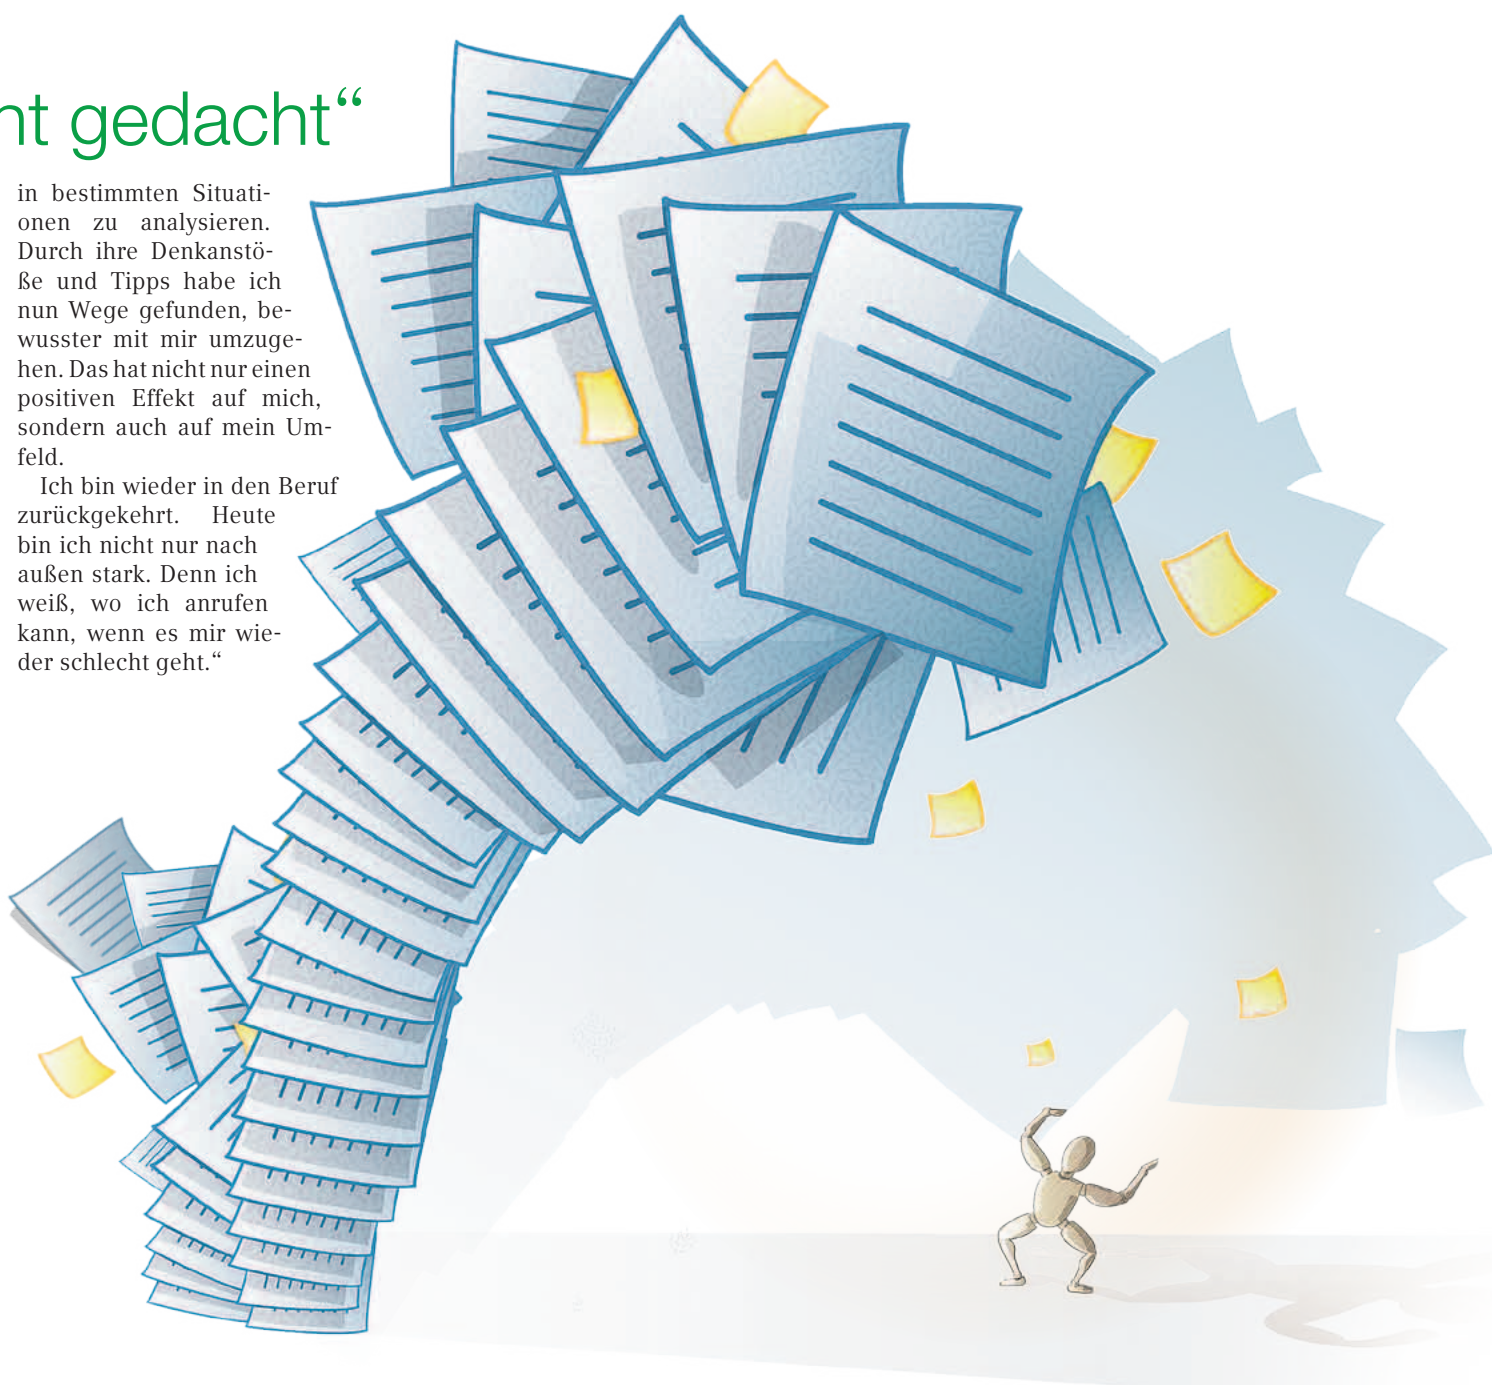 nt gedacht“
in bestimmten Situati-
onen zu analysieren.
Durch ihre Denkanstö-
ße und Tipps habe ich
nun Wege gefunden, be-
wusster mit mir umzuge-
hen. Das hat nicht nur einen
positiven Effekt auf mich,
sondern auch auf mein Um-
feld.
Ich bin wieder in den Beruf
zurückgekehrt. Heute
bin ich nicht nur nach
außen stark. Denn ich
weiß, wo ich anrufen
kann, wenn es mir wie-
der schlecht geht.“